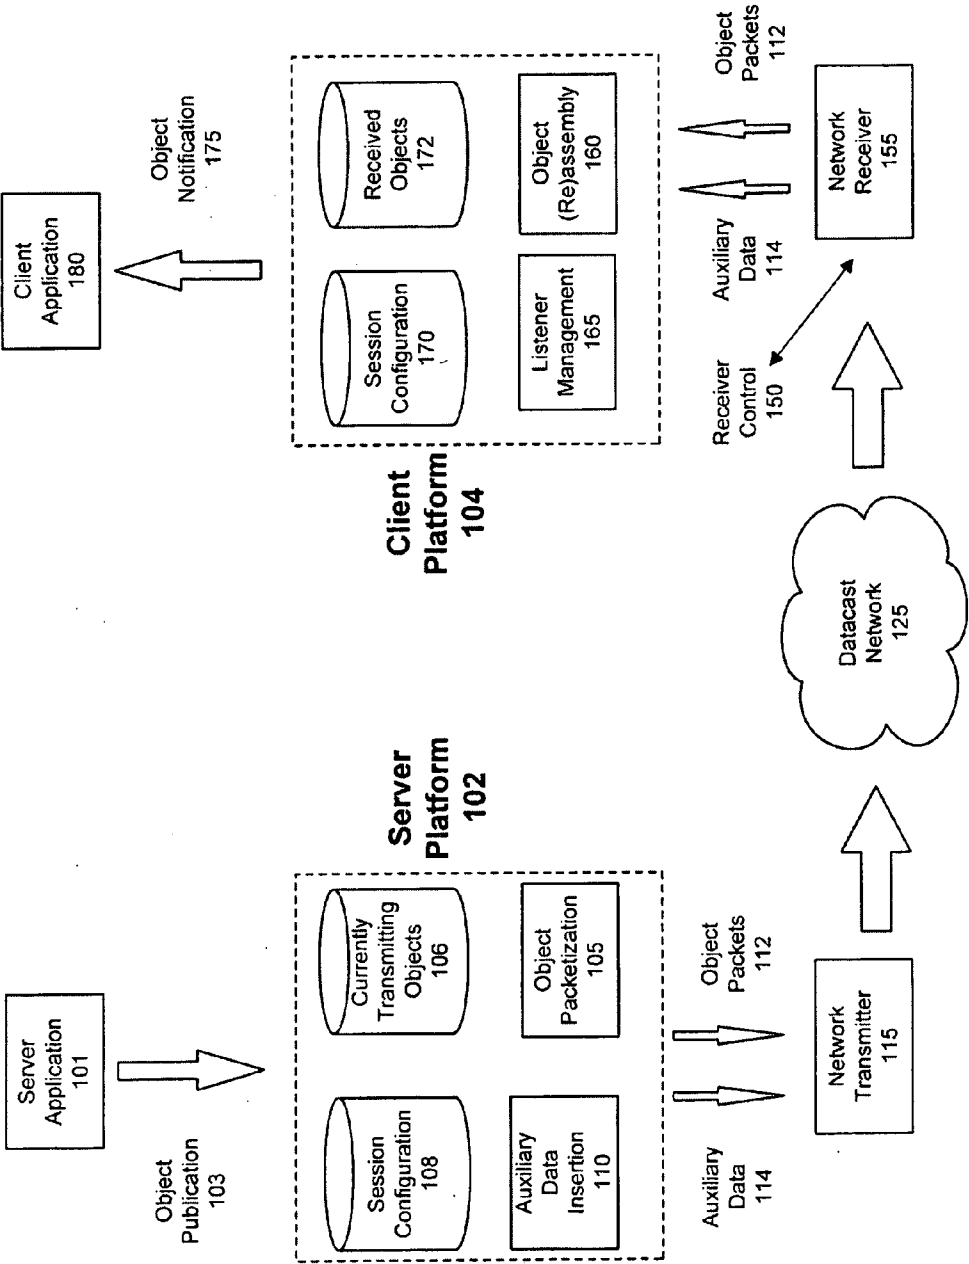 Server
Application
101
Object
Publication
103
Server
Platform
102
Session
Configuration
108
Currently
Transmitting
Objects
106
Auxiliary
Data
Insertion
110
Object
Packetization
105
Auxiliary
Data
114
Object
Packets
112
Network
Transmitter
115
Datacast
Network
125
Client
Application
180
Object
Notification
175
Client
Platform
104
Session
Configuration
170
Received
Objects
172
Listener
Management
165
Object
(Re)assembly
160
Receiver
Control
150
Auxiliary
Data
114
Object
Packets
112
Network
Receiver
155